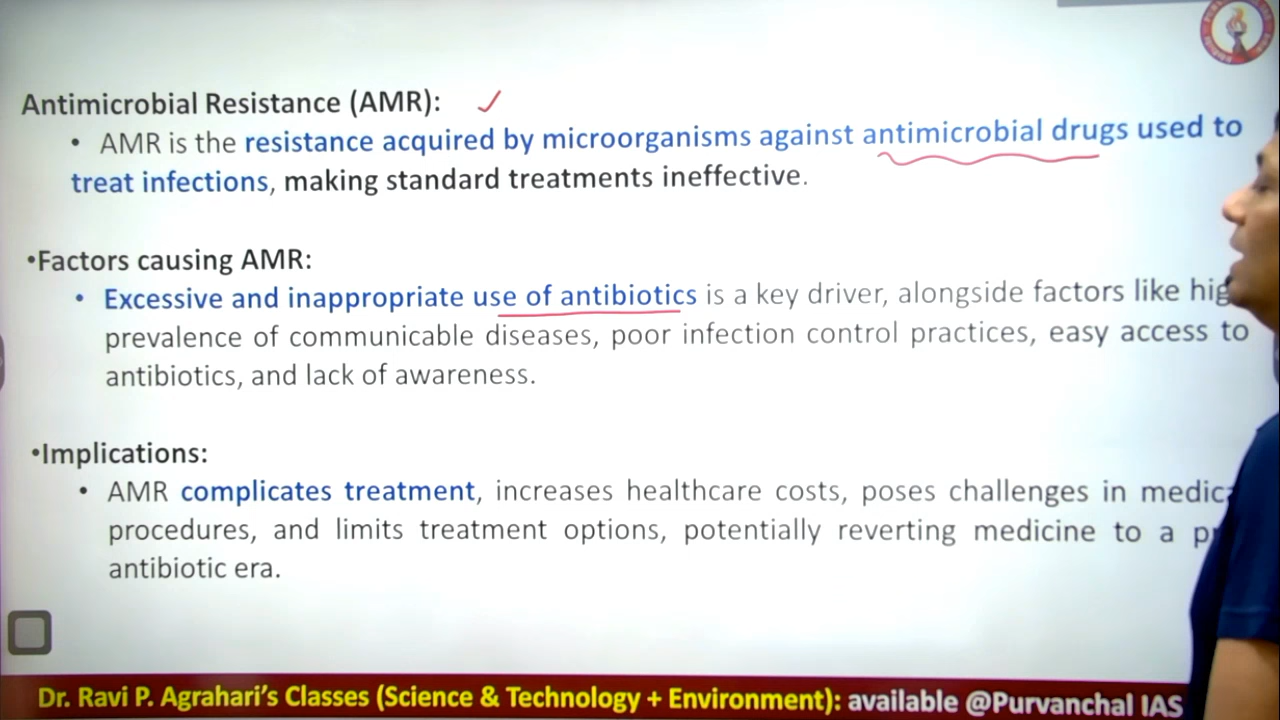 Antimicrobial Resistance (AMR):
• AMR is the resistance acquired by microorganisms against antimicrobial drugs used to
treat infections, making standard treatments ineffective.
•Factors causing AMR:
• Excessive and inappropriate use of antibiotics is a key driver, alongside factors like
prevalence of communicable diseases, poor infection control practices, easy access to
antibiotics, and lack of awareness.
•Implications:
• AMR complicates treatment, increases healthcare costs, poses challenges in
procedures, and limits treatment options, potentially reverting medicine to a
antibiotic era.
Dr. Ravi P. Agrahari's Classes (Science & Technology + Environment): available @Purvanchal IAS